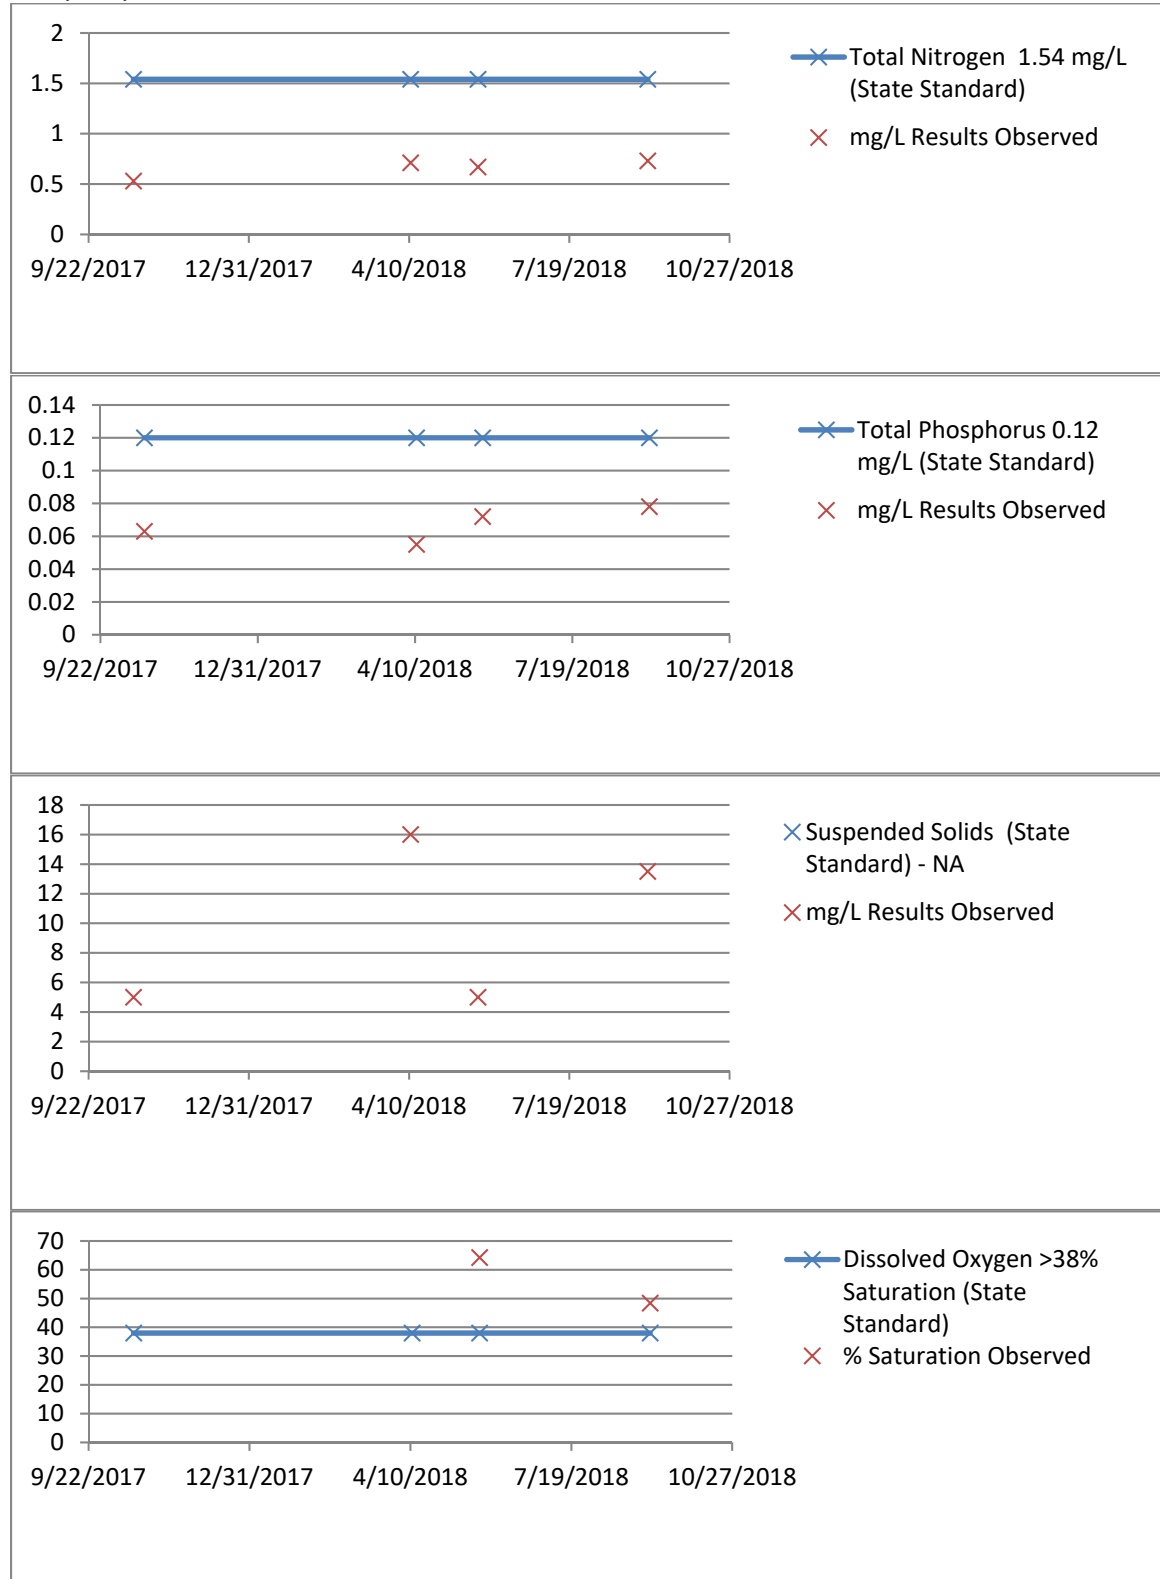 2
1.5
1
0.5
0
9/22/2017 12/31/2017 4/10/2018 7/19/2018 10/27/2018
Total Nitrogen 1.54 mg/L
(State Standard)
mg/L Results Observed
0.14
0.12
0.1
0.08
0.06
0.04
0.02
0
9/22/2017 12/31/2017 4/10/2018 7/19/2018 10/27/2018
Total Phosphorus 0.12
mg/L (State Standard)
mg/L Results Observed
18
16
14
12
10
8
6
4
2
0
9/22/2017 12/31/2017 4/10/2018 7/19/2018 10/27/2018
Suspended Solids (State
Standard) - NA
mg/L Results Observed
70
60
50
40
30
20
10
0
9/22/2017 12/31/2017 4/10/2018 7/19/2018 10/27/2018
Dissolved Oxygen >38%
Saturation (State
Standard)
% Saturation Observed